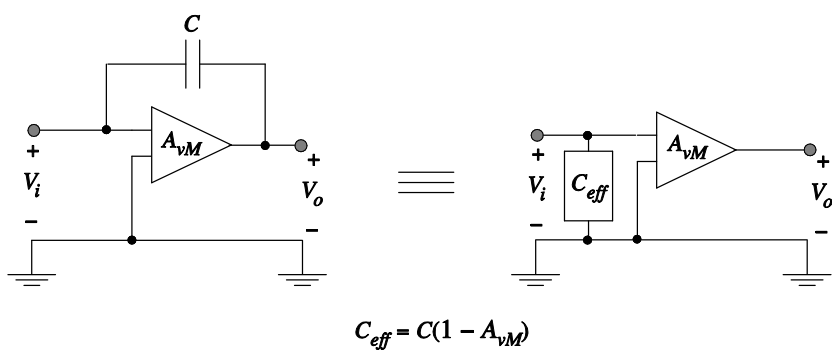 C
A_vM
+
V_i
–
+
V_o
–
A_vM
+
V_i
–
C_eff
+
V_o
–
C_eff = C(1 – A_vM)